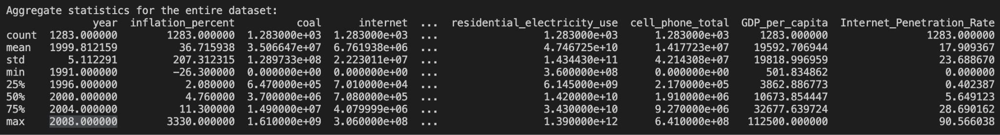 Aggregate statistics for the entire dataset:
year inflation_percent coal internet ... residential_electricity_use cell_phone_total GDP_per_capita Internet_Penetration_Rate
count 1283.000000 1283.000000 1.283000e+03 1.283000e+03 ... 1.283000e+03 1.283000e+03 1283.000000 1283.000000
mean 1999.812159 36.715938 3.506647e+07 6.761938e+06 ... 4.746725e+10 1.417723e+07 19592.706944 17.909367
std 5.112291 207.312315 1.289733e+08 2.223011e+07 ... 1.434430e+11 4.214308e+07 19818.996959 23.688670
min 1991.000000 -26.300000 0.000000e+00 0.000000e+00 ... 3.600000e+08 0.000000e+00 501.834862 0.000000
25% 1996.000000 2.080000 6.470000e+05 7.010000e+04 ... 6.145000e+09 2.170000e+05 3862.886773 0.402387
50% 2000.000000 4.760000 3.700000e+06 7.080000e+05 ... 1.420000e+10 1.910000e+06 10673.854447 5.649123
75% 2004.000000 11.300000 1.490000e+07 4.079999e+06 ... 3.430000e+10 9.270000e+06 32677.639724 28.690162
max 2008.000000 3330.000000 1.610000e+09 3.060000e+08 ... 1.390000e+12 6.410000e+08 112500.000000 90.566038